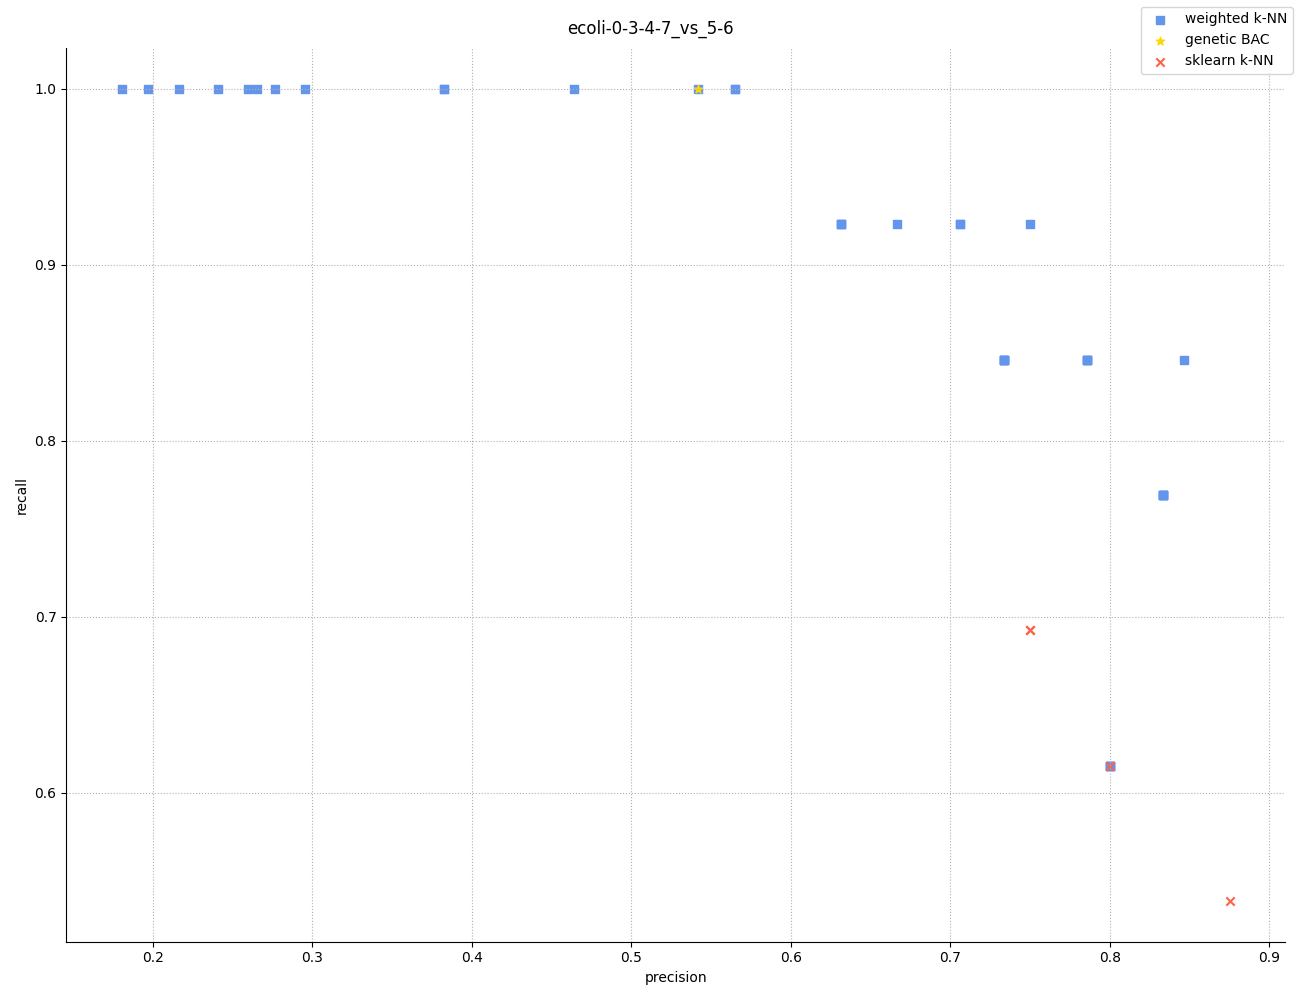 ecoli-0-3-4-7_vs_5-6
weighted k-NN
genetic BAC
sklearn k-NN
1.0
0.9
0.8
0.7
0.6
recall
0.2 0.3 0.4 0.5 0.6 0.7 0.8 0.9
precision